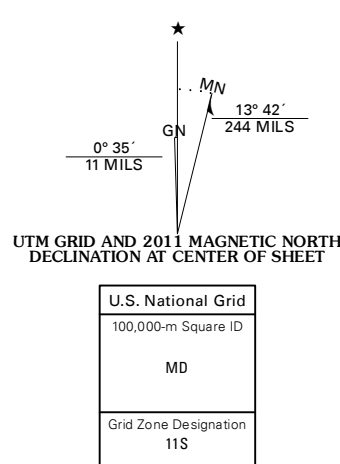 ★
MN
GN
13° 42´
244 MILS
0° 35´
11 MILS
UTM GRID AND 2011 MAGNETIC NORTH
DECLINATION AT CENTER OF SHEET
U.S. National Grid
100,000-m Square ID
MD
Grid Zone Designation
11S